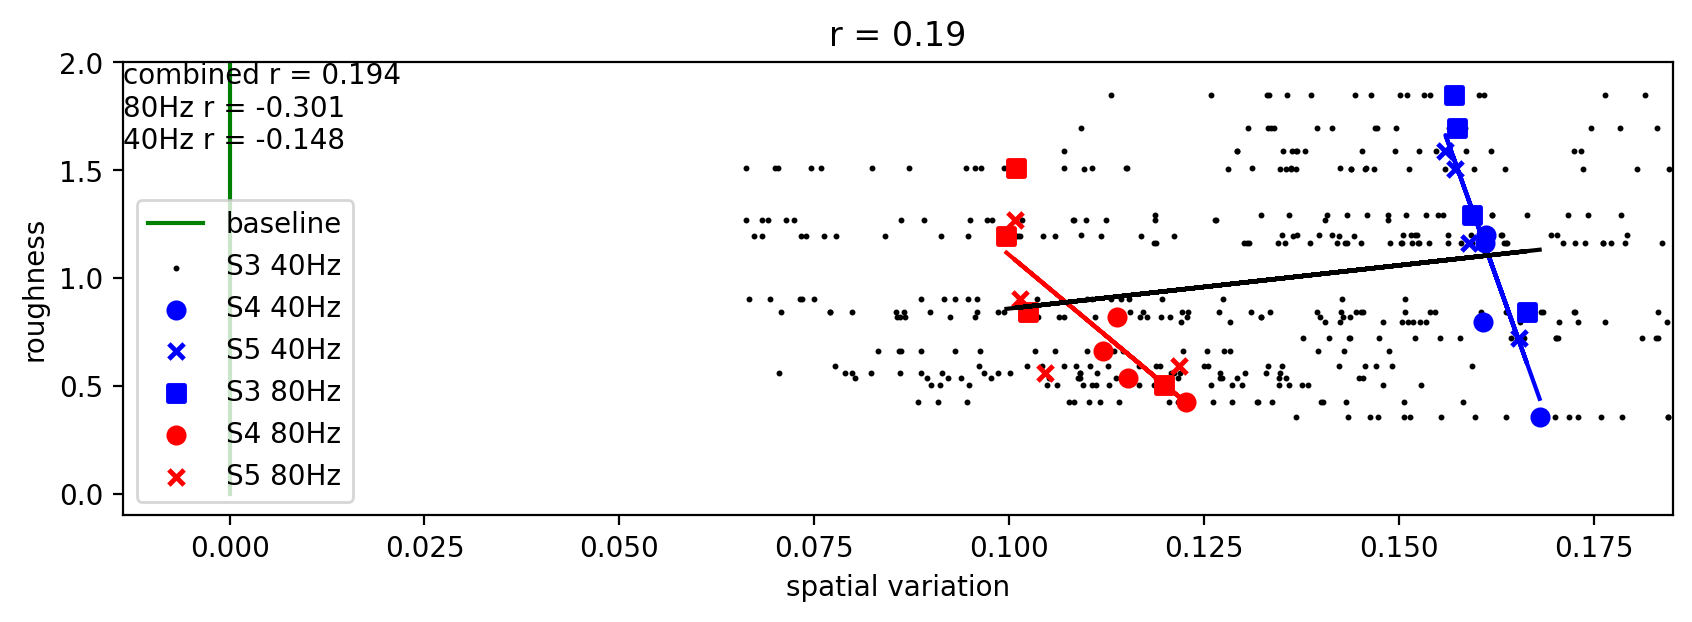 r = 0.19
combined r = 0.194
80Hz r = -0.301
40Hz r = -0.148
baseline
S3 40Hz
S4 40Hz
S5 40Hz
S3 80Hz
S4 80Hz
S5 80Hz
roughness
2.0
1.5
1.0
0.5
0.0
0.000 0.025 0.050 0.075 0.100 0.125 0.150 0.175
spatial variation